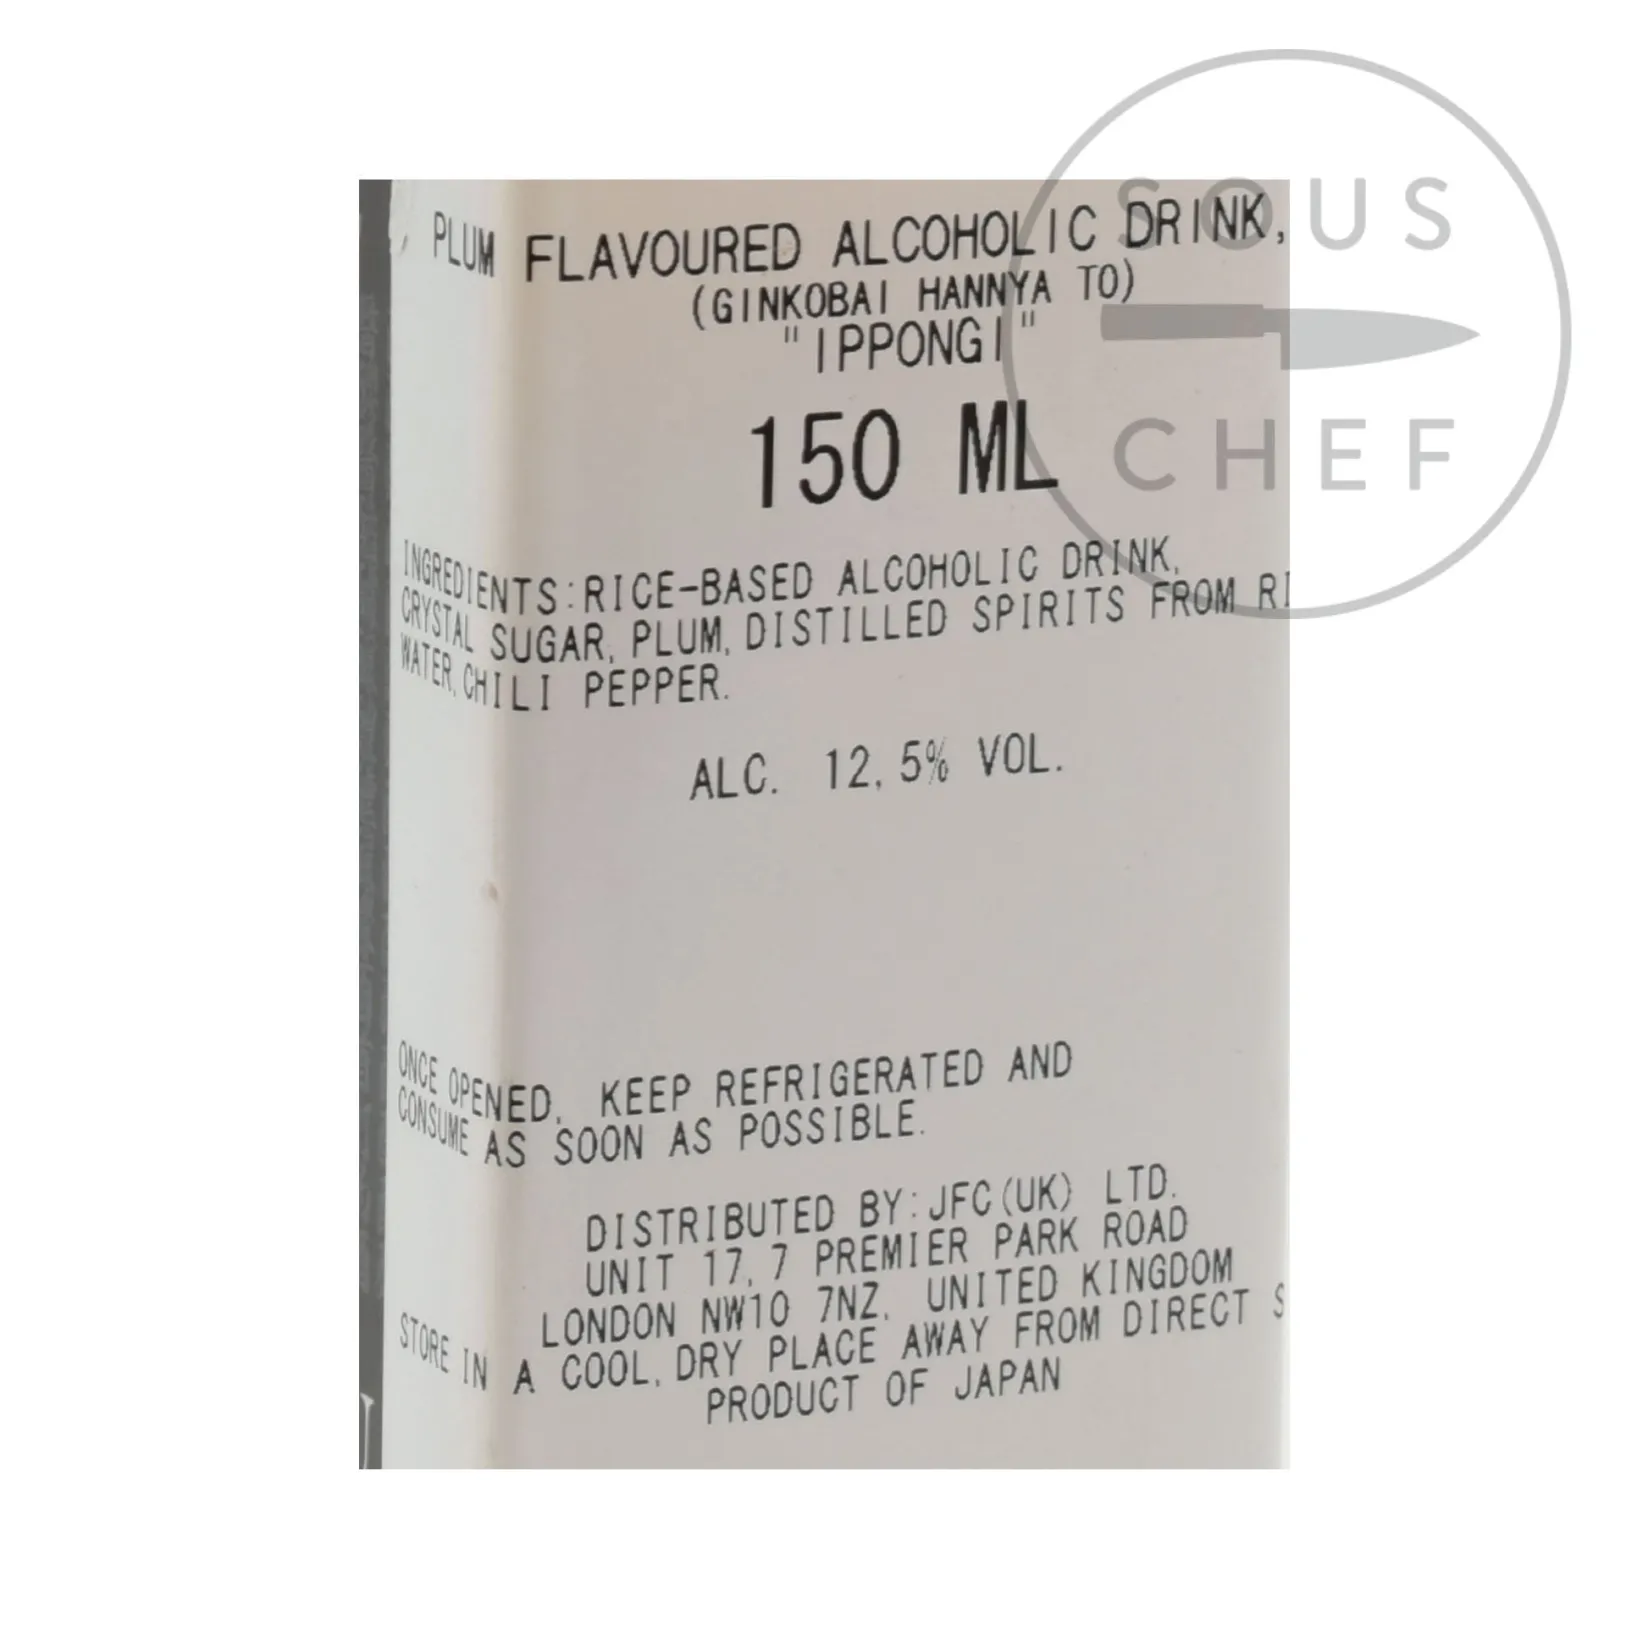 SOUS
CHEF
PLUM FLAVOURED ALCOHOLIC DRINK,
(GINKOBAI HANNYA TO)
"IPPONGI"
150 ML
INGREDIENTS:RICE-BASED ALCOHOLIC DRINK,
CRYSTAL SUGAR, PLUM, DISTILLED SPIRITS FROM RI
WATER, CHILI PEPPER.
ALC. 12,5% VOL.
ONCE OPENED, KEEP REFRIGERATED AND
CONSUME AS SOON AS POSSIBLE.
DISTRIBUTED BY:JFC(UK) LTD.
UNIT 17,7 PREMIER PARK ROAD
LONDON NW10 7NZ, UNITED KINGDOM
STORE IN A COOL, DRY PLACE AWAY FROM DIRECT S
PRODUCT OF JAPAN